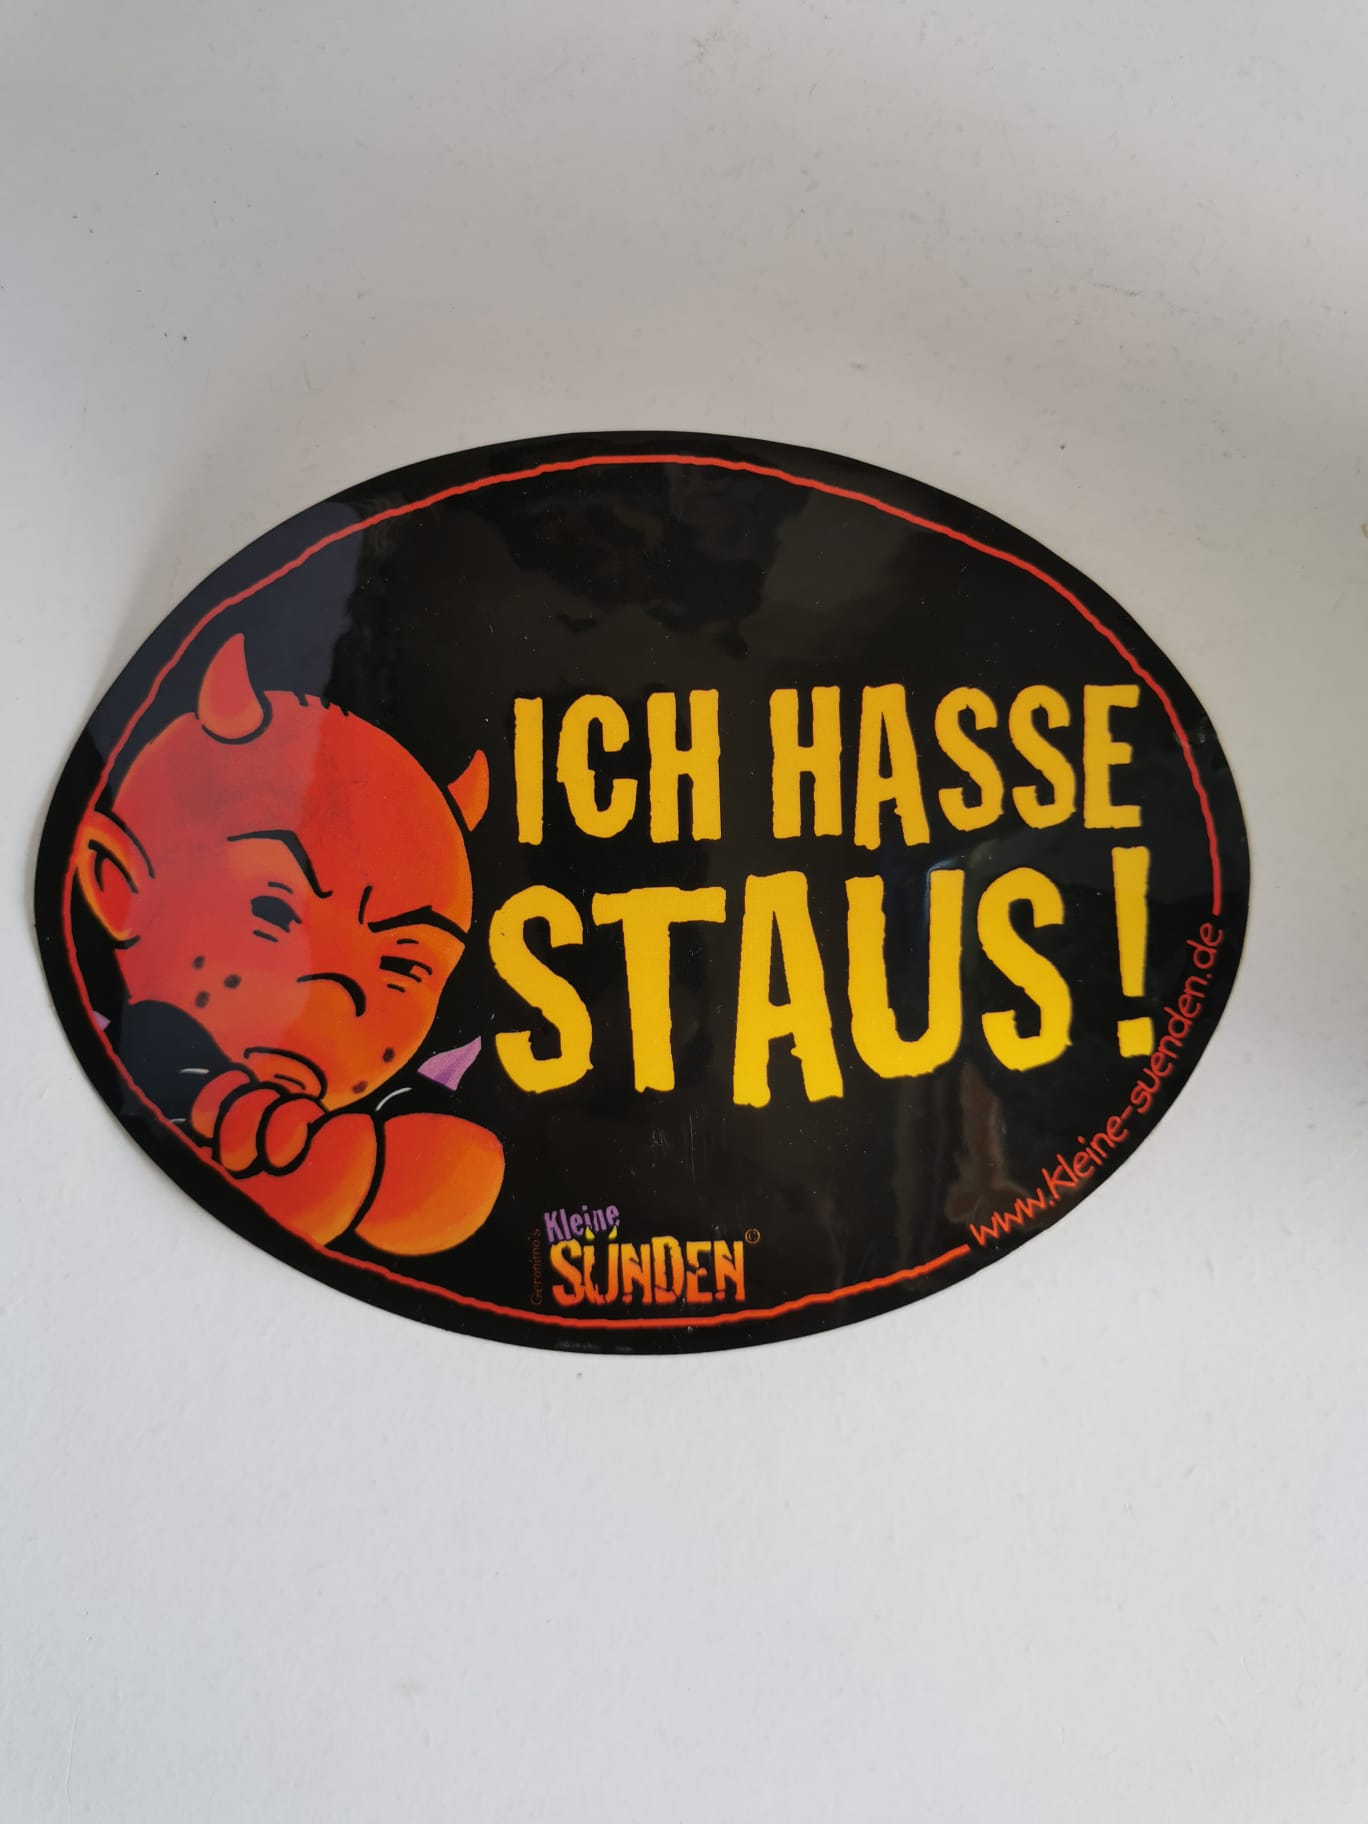 ICH HASSE
STAUS!
www.kleine-suenden.de
Geronimo's
Kleine
SÜNDEN©